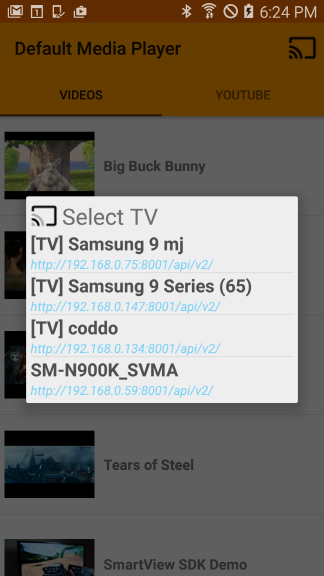 6:24 PM
Default Media Player
VIDEOS
YOUTUBE
Big Buck Bunny
Select TV
[TV] Samsung 9 mj
http://192.168.0.75:8001/api/v2/
[TV] Samsung 9 Series (65)
http://192.168.0.147:8001/api/v2/
[TV] coddo
http://192.168.0.134:8001/api/v2/
SM-N900K_SVMA
http://192.168.0.59:8001/api/v2/
Tears of Steel
SmartView SDK Demo